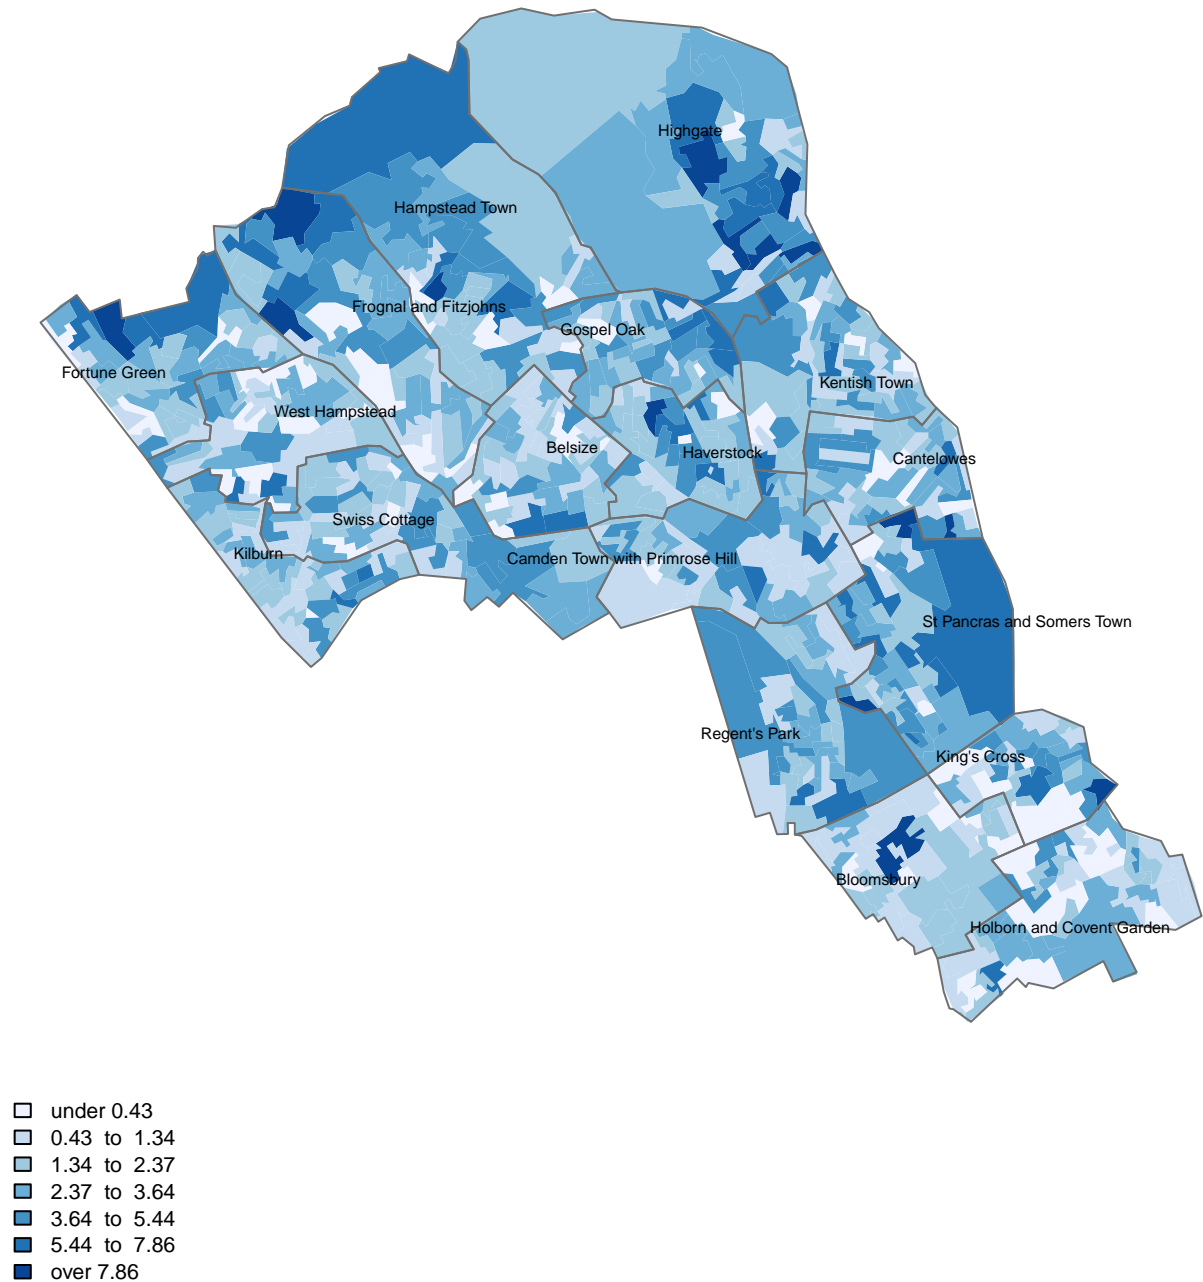 Highgate
Hampstead Town
Frognal and Fitzjohns
Gospel Oak
Fortune Green
Kentish Town
West Hampstead
Belsize
Haverstock
Cantelowes
Swiss Cottage
Kilburn
Camden Town with Primrose Hill
St Pancras and Somers Town
Regent's Park
King's Cross
Bloomsbury
Holborn and Covent Garden
under 0.43
0.43 to 1.34
1.34 to 2.37
2.37 to 3.64
3.64 to 5.44
5.44 to 7.86
over 7.86